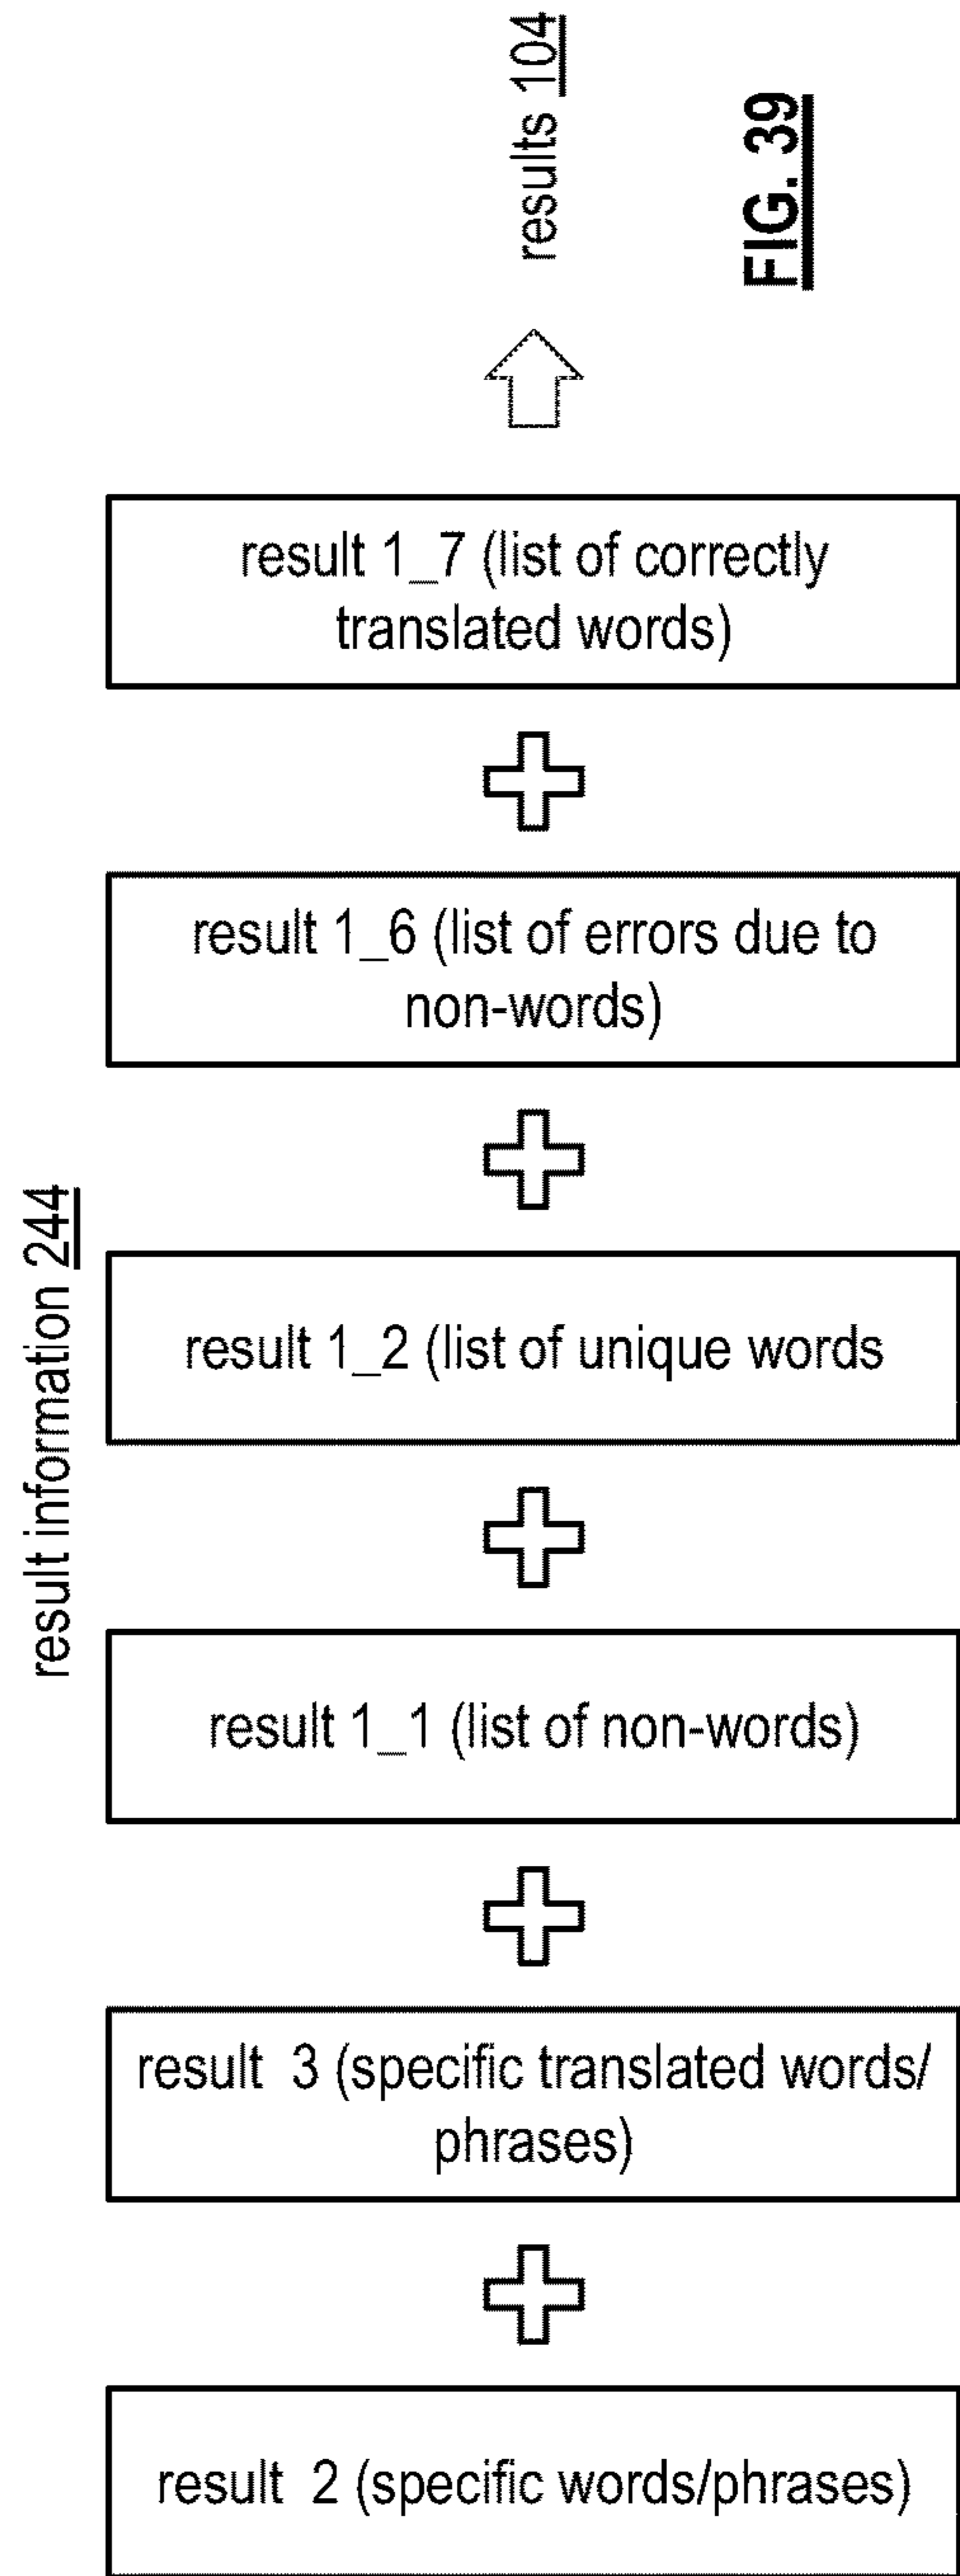 results 104
FIG. 39
result 1_7 (list of correctly
translated words)
result 1_6 (list of errors due to
non-words)
result information 244
result 1_2 (list of unique words
result 1_1 (list of non-words)
result 3 (specific translated words/
phrases)
result 2 (specific words/phrases)